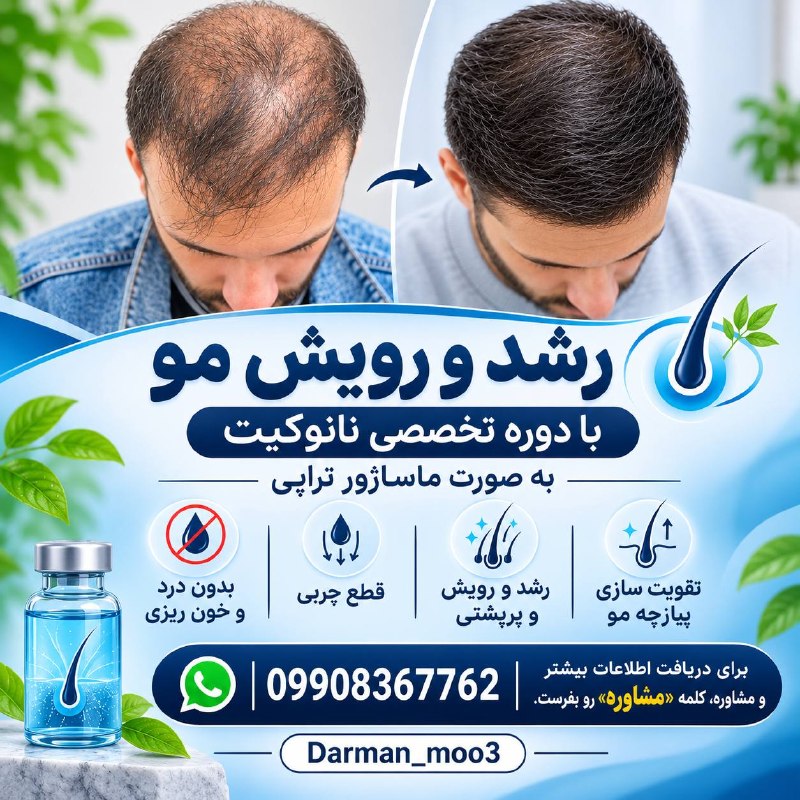 رشد و رویش مو
با دوره تخصصی نانوکیت
به صورت ماساژور تراپی
تقویت سازی
پیازچه مو
رشد و رویش
و پرپشتی
قطع چربی
بدون درد
و خون ریزی
برای دریافت اطلاعات بیشتر
و مشاوره، کلمه «مشاوره» رو بفرست.
09908367762
Darman_moo3